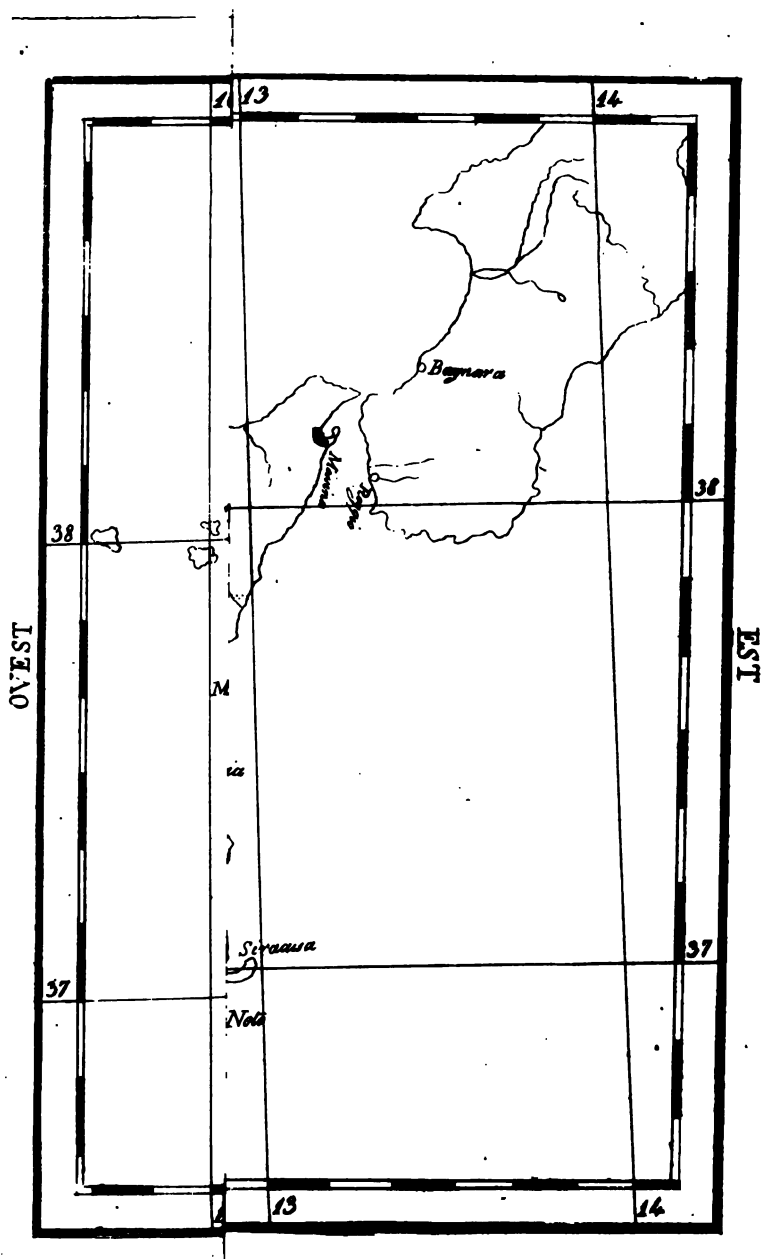 13
14
Bagnara
Messina
Reggio
38
38
OVEST
EST
M
ia
Siracusa
37
37
Noto
13
14